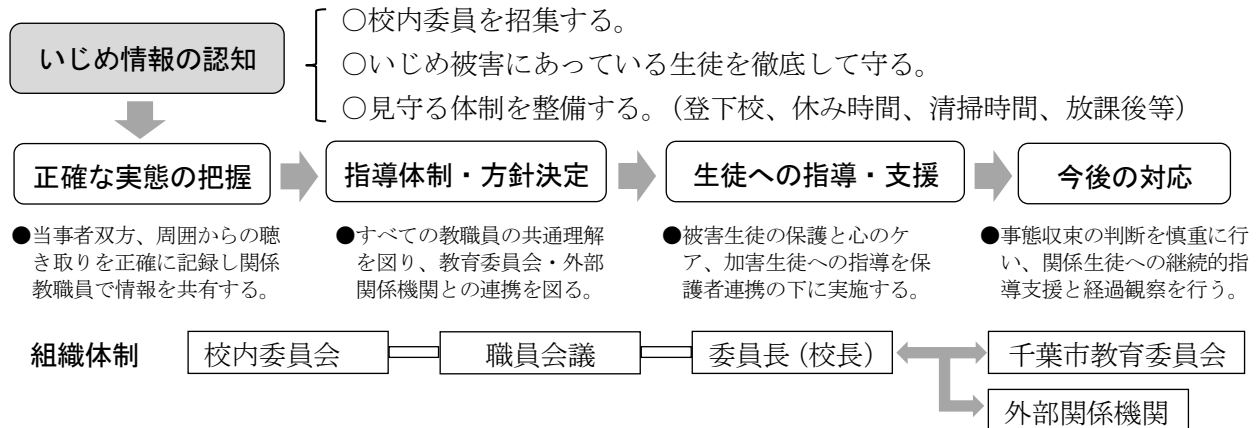 いじめ情報の認知
○校内委員を招集する。
○いじめ被害にあっている生徒を徹底して守る。
○見守る体制を整備する。（登下校、休み時間、清掃時間、放課後等）
正確な実態の把握
指導体制・方針決定
生徒への指導・支援
今後の対応
●当事者双方、周囲からの聴
き取りを正確に記録し関係
教職員で情報を共有する。
●すべての教職員の共通理解
を図り、教育委員会・外部
関係機関との連携を図る。
●被害生徒の保護と心のケ
ア、加害生徒への指導を保
護者連携の下に実施する。
●事態収束の判断を慎重に行
い、関係生徒への継続的指
導支援と経過観察を行う。
組織体制
校内委員会
職員会議
委員長（校長）
千葉市教育委員会
外部関係機関